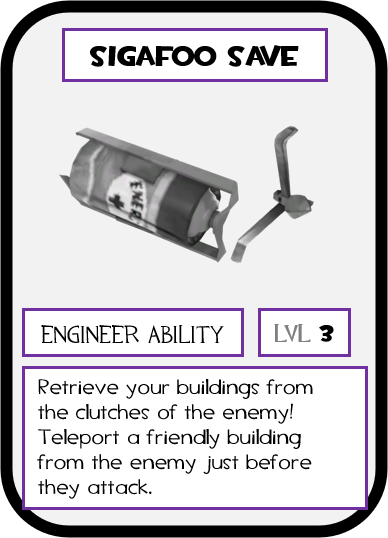 SIGAFOO SAVE
ENER
ENGINEER ABILITY
LVL 3
Retrieve your buildings from
the clutches of the enemy!
Teleport a friendly building
from the enemy just before
they attack.